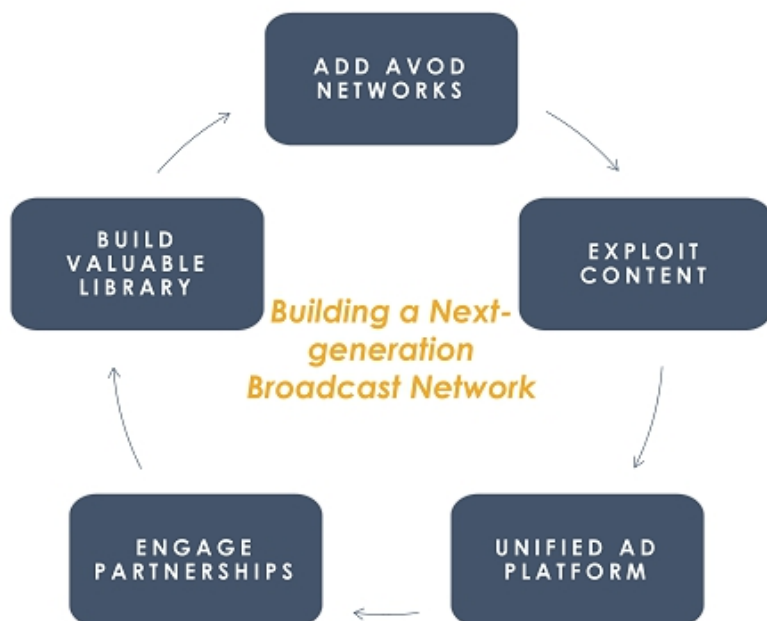 ADD AVOD
NETWORKS
BUILD
VALUABLE
LIBRARY
EXPLOIT
CONTENT
Building a Next-
generation
Broadcast Network
ENGAGE
PARTNERSHIPS
UNIFIED AD
PLATFORM